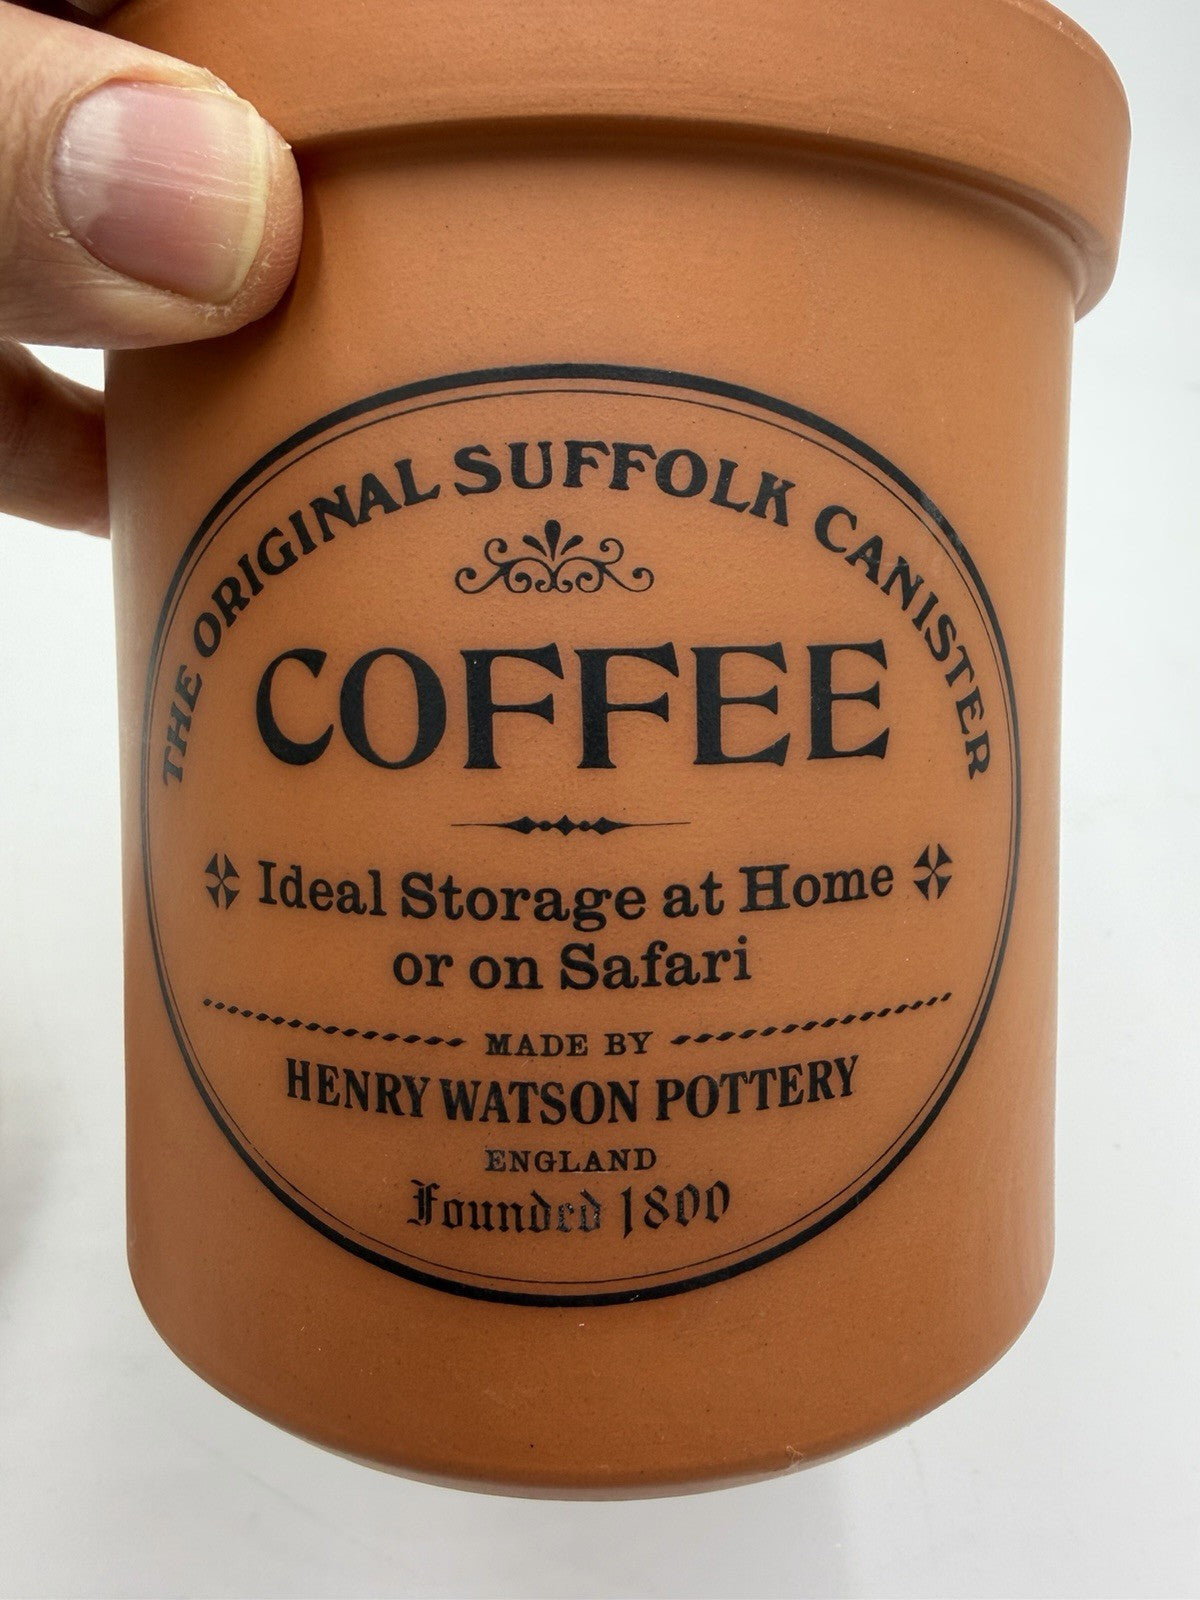 THE ORIGINAL SUFFOLK CANISTER
COFFEE
Ideal Storage at Home
or on Safari
MADE BY
HENRY WATSON POTTERY
ENGLAND
Founded 1800